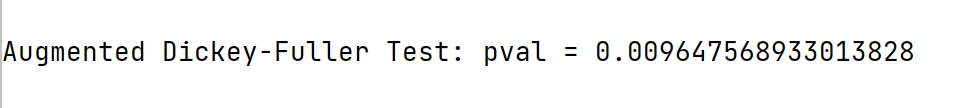 Augmented Dickey-Fuller Test: pval = 0.009647568933013828